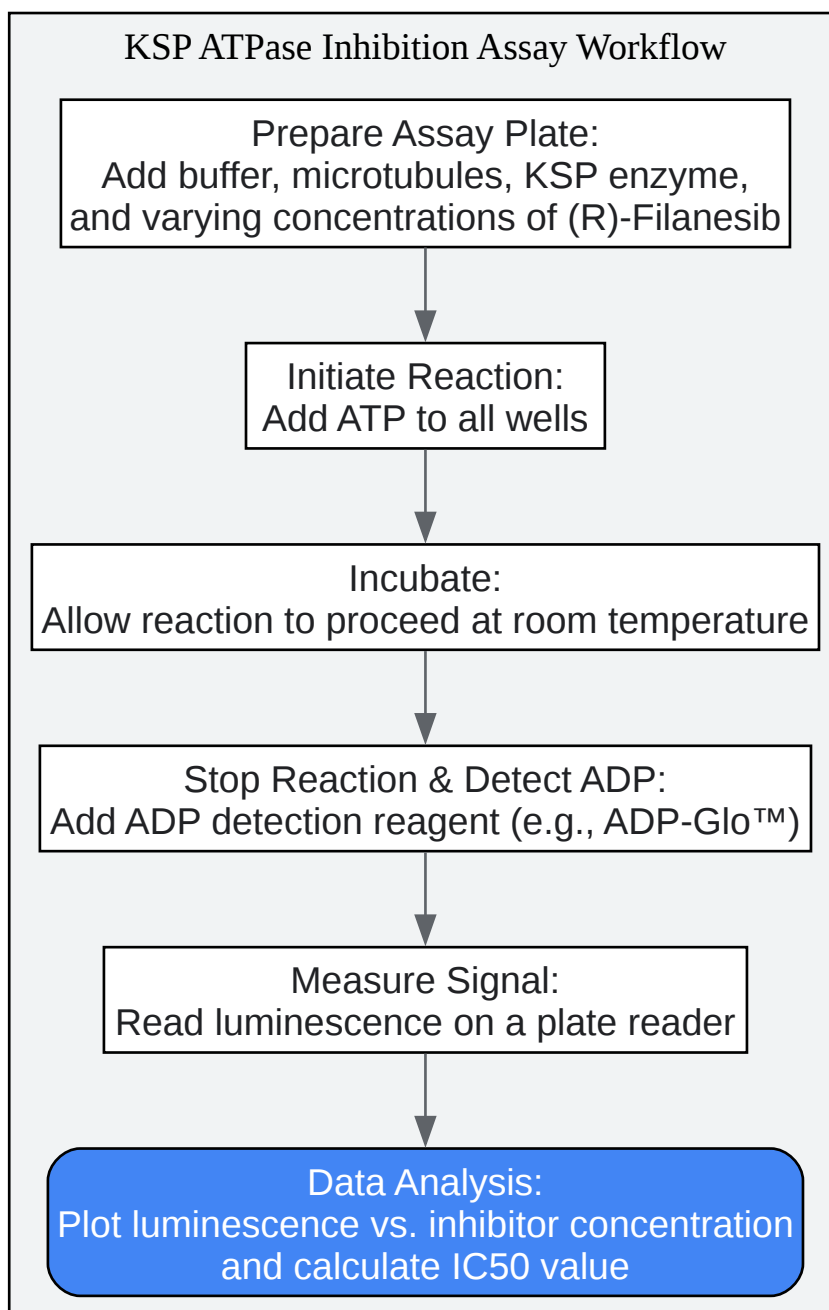 KSP ATPase Inhibition Assay Workflow
Prepare Assay Plate:
Add buffer, microtubules, KSP enzyme,
and varying concentrations of (R)-Filanesib
Initiate Reaction:
Add ATP to all wells
Incubate:
Allow reaction to proceed at room temperature
Stop Reaction & Detect ADP:
Add ADP detection reagent (e.g., ADP-Glo™)
Measure Signal:
Read luminescence on a plate reader
Data Analysis:
Plot luminescence vs. inhibitor concentration
and calculate IC50 value